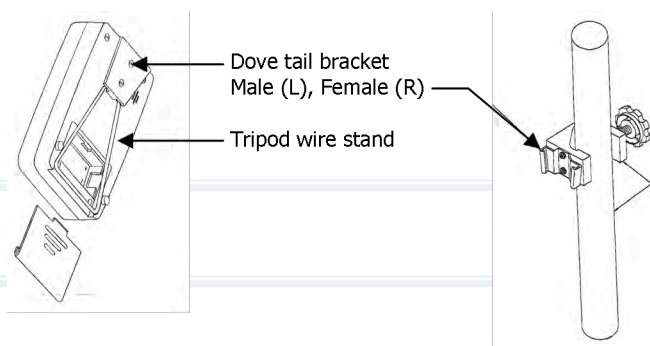 Dove tail bracket
Male (L), Female (R)
Tripod wire stand